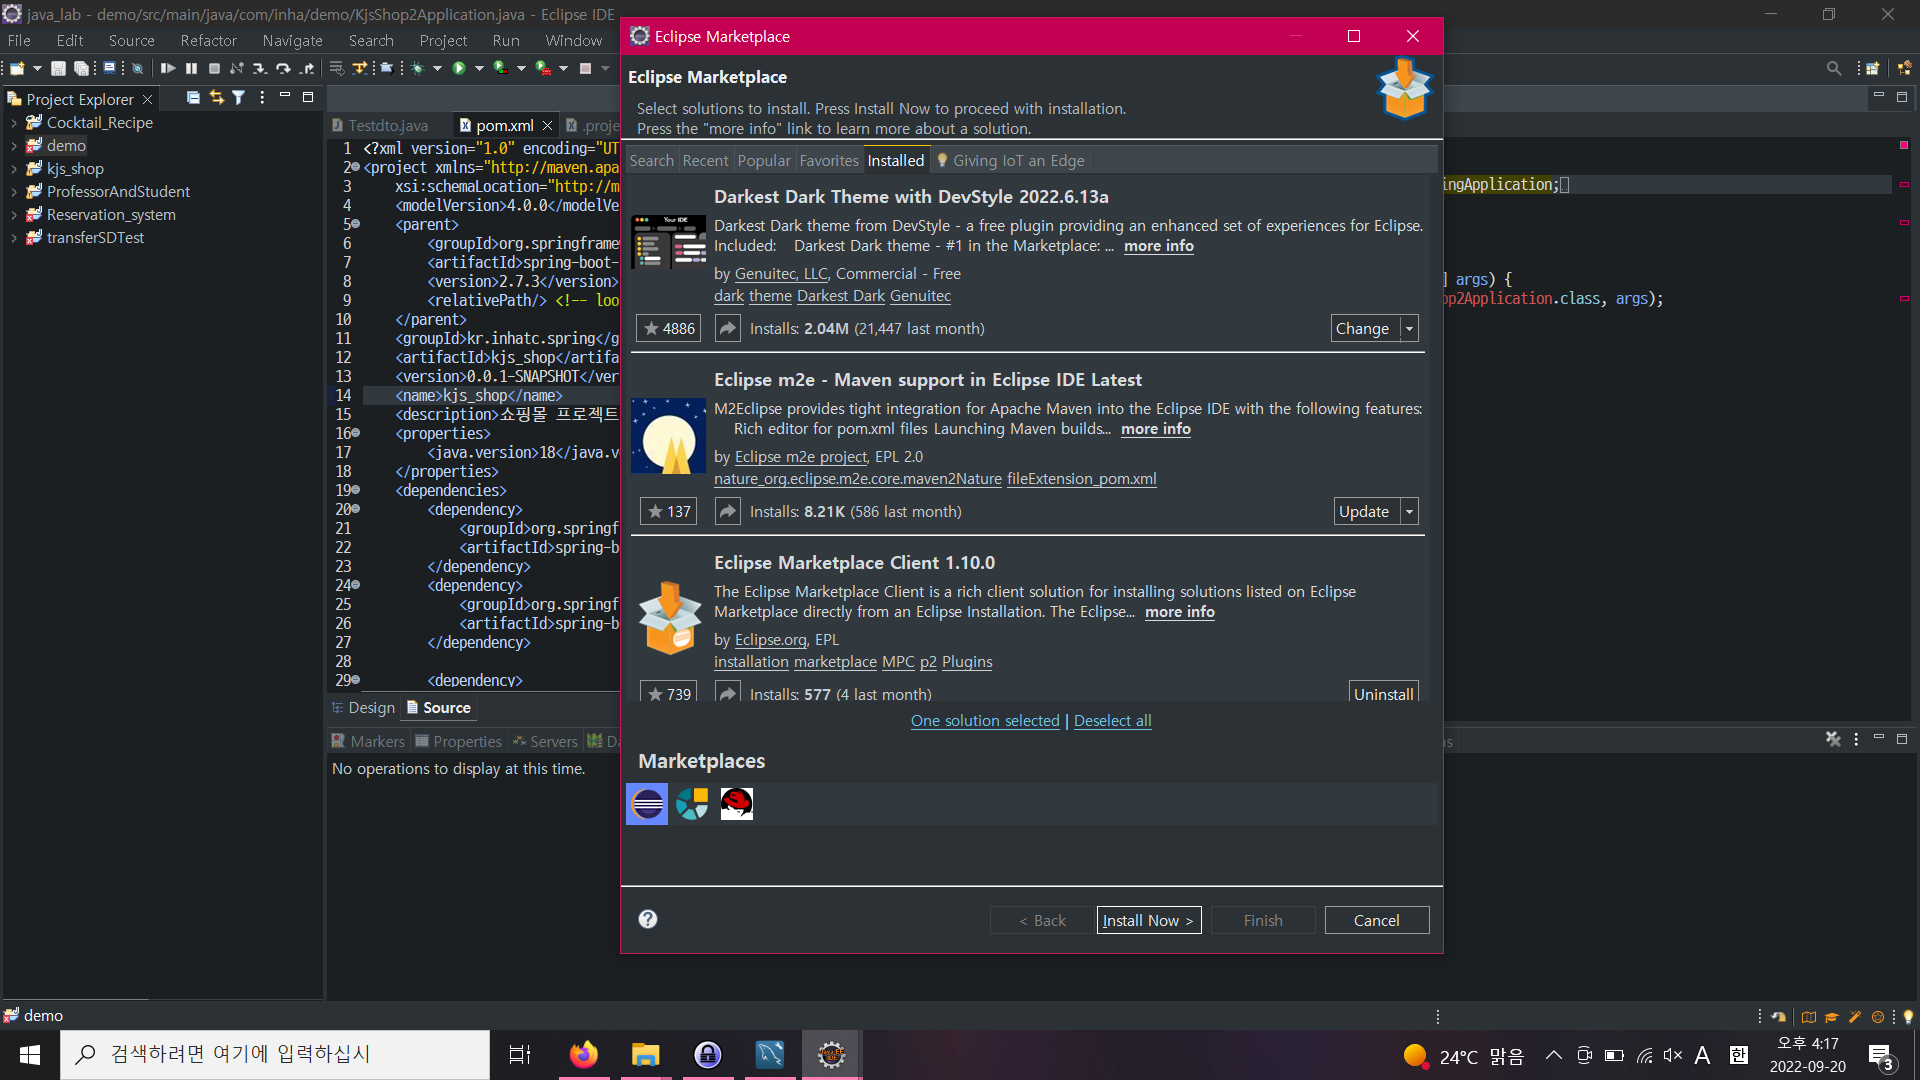 java_lab - demo/src/main/java/com/inha/demo/KjsShop2Application.java - Eclipse IDE
File Edit Source Refactor Navigate Search Project Run Window
Project Explorer
Cocktail_Recipe
demo
kjs_shop
ProfessorAndStudent
Reservation_system
transferSDTest
Testdto.java pom.xml .proje
1 <?xml version="1.0" encoding="UT
2 <project xmlns="http://maven.apa
3 xsi:schemaLocation="http://m
4 <modelVersion>4.0.0</modelVe
5 <parent>
6 <groupId>org.springframe
7 <artifactId>spring-boot-
8 <version>2.7.3</version>
9 <relativePath/> <!-- loo
10 </parent>
11 <groupId>kr.inhatc.spring</g
12 <artifactId>kjs_shop</artifa
13 <version>0.0.1-SNAPSHOT</ver
14 <name>kjs_shop</name>
15 <description>쇼핑몰 프로젝트
16 <properties>
17 <java.version>18</java.v
18 </properties>
19 <dependencies>
20 <dependency>
21 <groupId>org.springf
22 <artifactId>spring-b
23 </dependency>
24 <dependency>
25 <groupId>org.springf
26 <artifactId>spring-b
27 </dependency>
28
29 <dependency>
Design Source
Markers Properties Servers Da
No operations to display at this time.
Eclipse Marketplace
Eclipse Marketplace
Select solutions to install. Press Install Now to proceed with installation.
Press the "more info" link to learn more about a solution.
Search Recent Popular Favorites Installed Giving IoT an Edge
Your IDE
Darkest Dark Theme with DevStyle 2022.6.13a
Darkest Dark theme from DevStyle - a free plugin providing an enhanced set of experiences for Eclipse.
Included: Darkest Dark theme - #1 in the Marketplace: ... more info
by Genuitec, LLC, Commercial - Free
dark theme Darkest Dark Genuitec
4886 Installs: 2.04M (21,447 last month) Change
Eclipse m2e - Maven support in Eclipse IDE Latest
M2Eclipse provides tight integration for Apache Maven into the Eclipse IDE with the following features:
Rich editor for pom.xml files Launching Maven builds... more info
by Eclipse m2e project, EPL 2.0
nature_org.eclipse.m2e.core.maven2Nature fileExtension_pom.xml
137 Installs: 8.21K (586 last month) Update
Eclipse Marketplace Client 1.10.0
The Eclipse Marketplace Client is a rich client solution for installing solutions listed on Eclipse
Marketplace directly from an Eclipse Installation. The Eclipse... more info
by Eclipse.org, EPL
installation marketplace MPC p2 Plugins
739 Installs: 577 (4 last month) Uninstall
One solution selected | Deselect all
Marketplaces
< Back Install Now > Finish Cancel
ingApplication;
] args) {
op2Application.class, args);
ns
demo
검색하려면 여기에 입력하십시
24°C 맑음
A 한
오후 4:17
2022-09-20
3